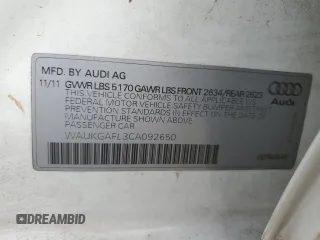 MFD BY AUDI AG
11/11 GVWR LBS 5170 GAWR LBS FRONT 2634/REAR 2623
THIS VEHICLE CONFORMS TO ALL APPLICABLE
FEDERAL MOTOR VEHICLE SAFETY BUMPER AND THEFT
PREVENTION STANDARDS IN EFFECT ON THE DATE OF
MANUFACTURE SHOWN ABOVE
PASSENGER CAR
WAUKGAFL3CA092650
Audi
DREAMBID